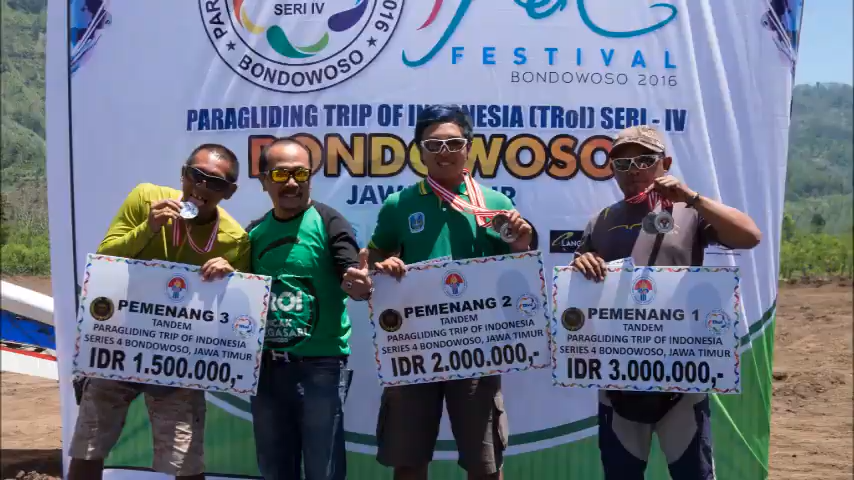 SERI IV
2016
BONDOWOSO
FESTIVAL
BONDOWOSO 2016
PARAGLIDING TRIP OF INDONESIA (TRoI) SERI - IV
BONDOWOSO
JAWA
PEMENANG 3
TANDEM
PARAGLIDING TRIP OF INDONESIA
SERIES 4 BONDOWOSO, JAWA TIMUR
IDR 1.500.000,-
PEMENANG 2
TANDEM
PARAGLIDING TRIP OF INDONESIA
SERIES 4 BONDOWOSO, JAWA TIMUR
IDR 2.000.000,-
PEMENANG 1
TANDEM
PARAGLIDING TRIP OF INDONESIA
SERIES 4 BONDOWOSO, JAWA TIMUR
IDR 3.000.000,-